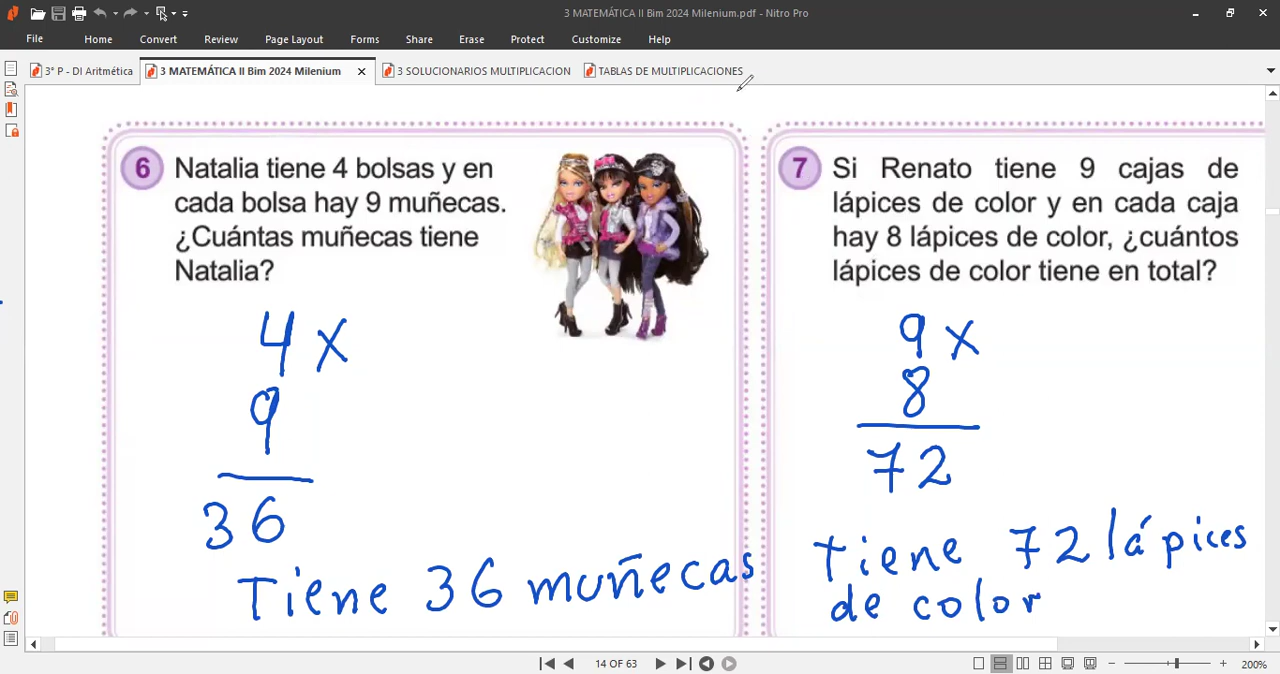 3 MATEMÁTICA II Bim 2024 Milenium.pdf - Nitro Pro
File Home Convert Review Page Layout Forms Share Erase Protect Customize Help
3° P - DI Aritmética 3 MATEMÁTICA II Bim 2024 Milenium 3 SOLUCIONARIOS MULTIPLICACION TABLAS DE MULTIPLICACIONES
6 Natalia tiene 4 bolsas y en
cada bolsa hay 9 muñecas.
¿Cuántas muñecas tiene
Natalia?
4 x
9
36
Tiene 36 muñecas
7 Si Renato tiene 9 cajas de
lápices de color y en cada caja
hay 8 lápices de color, ¿cuántos
lápices de color tiene en total?
9 x
8
72
Tiene 72 lápices
de color
14 OF 63
200%